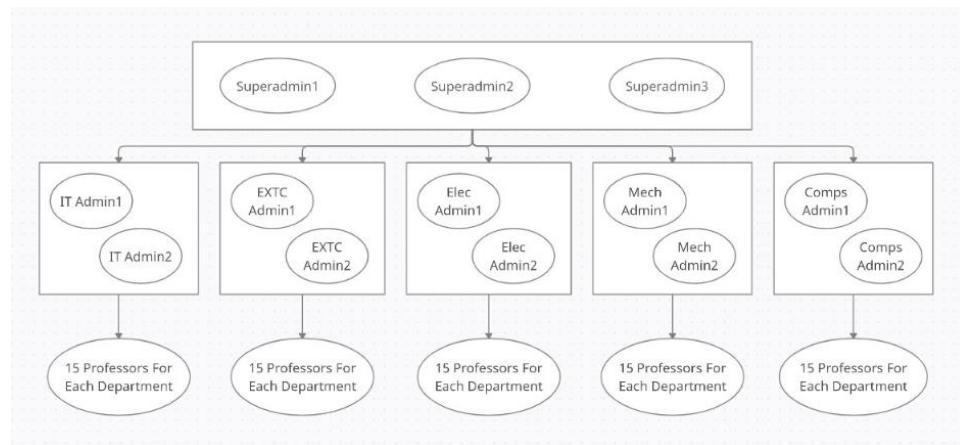 Superadmin1
Superadmin2
Superadmin3
IT Admin1
IT Admin2
EXTC
Admin1
EXTC
Admin2
Elec
Admin1
Elec
Admin2
Mech
Admin1
Mech
Admin2
Comps
Admin1
Comps
Admin2
15 Professors For
Each Department
15 Professors For
Each Department
15 Professors For
Each Department
15 Professors For
Each Department
15 Professors For
Each Department